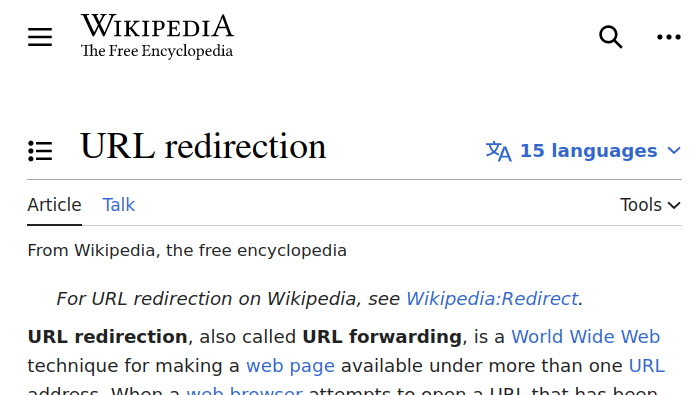 WIKIPEDIA
The Free Encyclopedia
URL redirection
15 languages
Article Talk Tools
From Wikipedia, the free encyclopedia
For URL redirection on Wikipedia, see Wikipedia:Redirect.
URL redirection, also called URL forwarding, is a World Wide Web
technique for making a web page available under more than one URL
address. When a web browser attempts to open a URL that has been